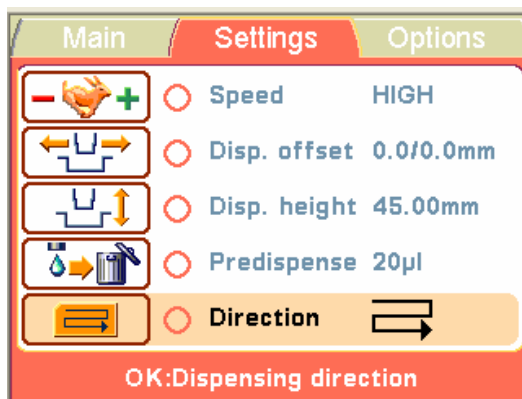 Main Settings Options
Speed HIGH
Disp. offset 0.0/0.0mm
Disp. height 45.00mm
Predispense 20µl
Direction
OK:Dispensing direction